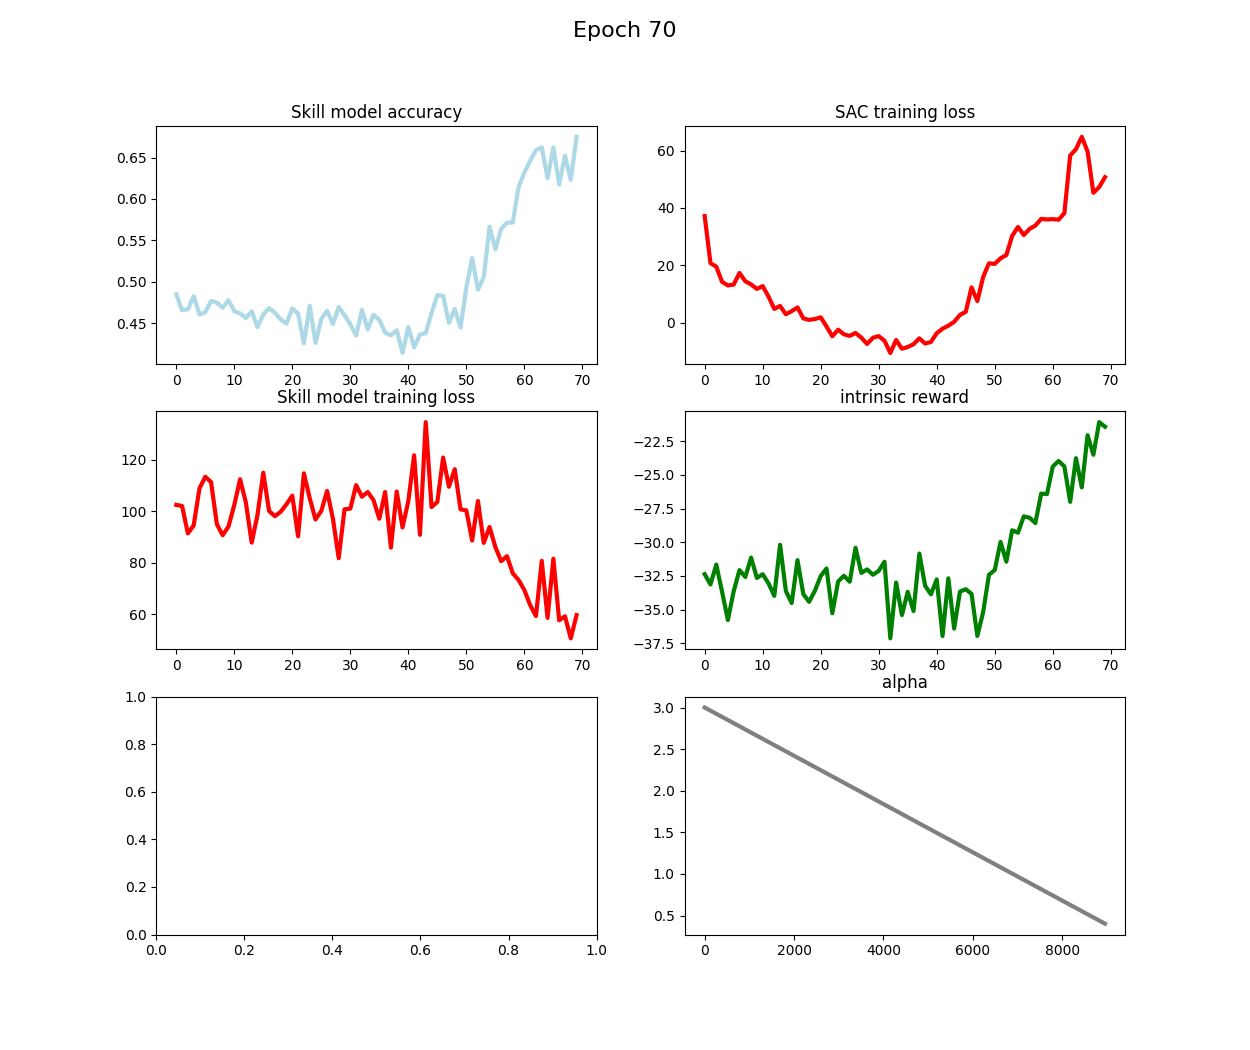 Epoch 70
Skill model accuracy
0.65
0.60
0.55
0.50
0.45
0 10 20 30 40 50 60 70
SAC training loss
60
40
20
0
0 10 20 30 40 50 60 70
Skill model training loss
120
100
80
60
0 10 20 30 40 50 60 70
intrinsic reward
−22.5
−25.0
−27.5
−30.0
−32.5
−35.0
−37.5
0 10 20 30 40 50 60 70
1.0
0.8
0.6
0.4
0.2
0.0
0.0 0.2 0.4 0.6 0.8 1.0
alpha
3.0
2.5
2.0
1.5
1.0
0.5
0 2000 4000 6000 8000